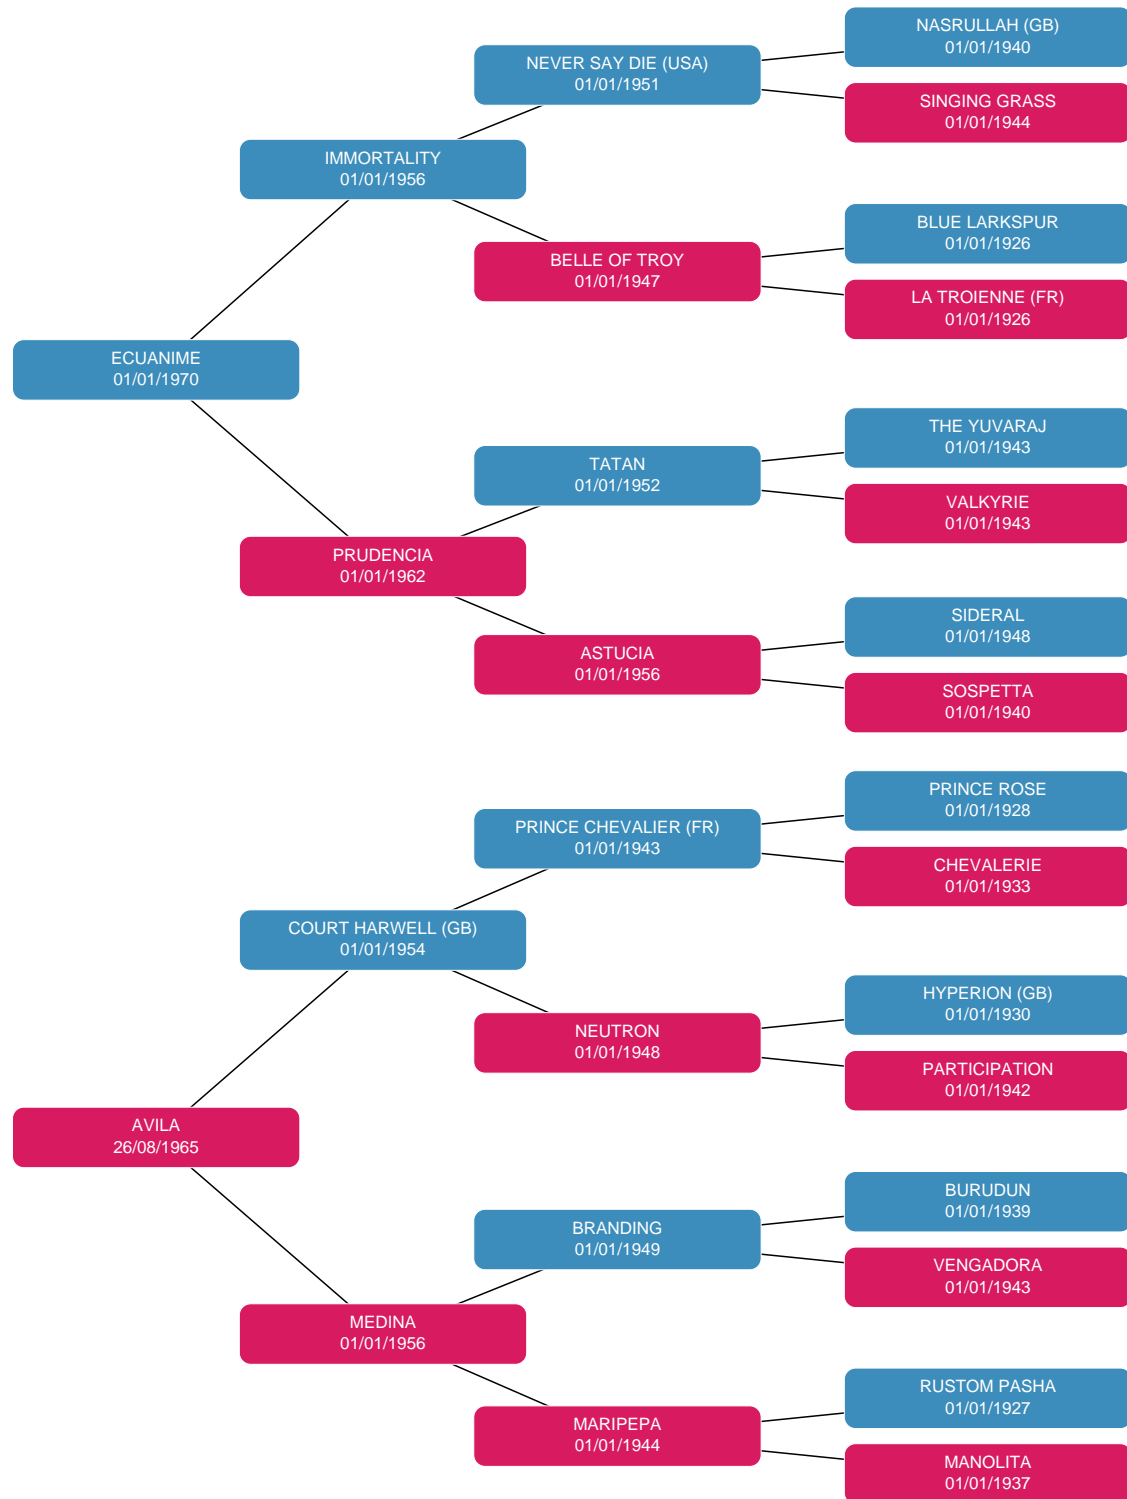 NASRULLAH (GB)
01/01/1940
NEVER SAY DIE (USA)
01/01/1951
SINGING GRASS
01/01/1944
IMMORTALITY
01/01/1956
BLUE LARKSPUR
01/01/1926
BELLE OF TROY
01/01/1947
LA TROIENNE (FR)
01/01/1926
ECUANIME
01/01/1970
THE YUVARAJ
01/01/1943
TATAN
01/01/1952
VALKYRIE
01/01/1943
PRUDENCIA
01/01/1962
SIDERAL
01/01/1948
ASTUCIA
01/01/1956
SOSPETTA
01/01/1940
PRINCE ROSE
01/01/1928
PRINCE CHEVALIER (FR)
01/01/1943
CHEVALERIE
01/01/1933
COURT HARWELL (GB)
01/01/1954
HYPERION (GB)
01/01/1930
NEUTRON
01/01/1948
PARTICIPATION
01/01/1942
AVILA
26/08/1965
BURUDUN
01/01/1939
BRANDING
01/01/1949
VENGADORA
01/01/1943
MEDINA
01/01/1956
RUSTOM PASHA
01/01/1927
MARIPEPA
01/01/1944
MANOLITA
01/01/1937